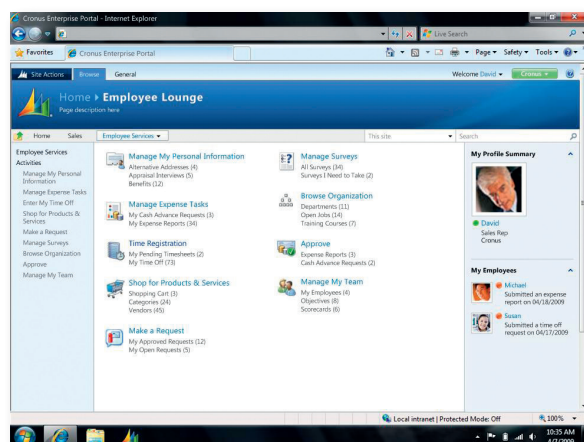 Cronus Enterprise Portal - Internet Explorer
Live Search
Favorites
Cronus Enterprise Portal
Page
Safety
Tools
Site Actions
Browse
General
Welcome David
Cronus
Home
Employee Lounge
Page description here
Home
Sales
Employee Services
This site
Search
Employee Services
Activities
Manage My Personal
Information
Manage Expense Tasks
Enter My Time Off
Shop for Products &
Services
Make a Request
Manage Surveys
Browse Organization
Approve
Manage My Team
Manage My Personal Information
Alternative Addresses (4)
Appraisal Interviews (5)
Benefits (12)
Manage Expense Tasks
My Cash Advance Requests (3)
My Expense Reports (34)
Time Registration
My Pending Timesheets (2)
My Time Off (73)
Shop for Products & Services
Shopping Cart (3)
Categories (24)
Vendors (45)
Make a Request
My Approved Requests (12)
My Open Requests (5)
Manage Surveys
All Surveys (34)
Surveys I Need to Take (2)
Browse Organization
Departments (11)
Open Jobs (14)
Training Courses (7)
Approve
Expense Reports (3)
Cash Advance Requests (2)
Manage My Team
My Employees (4)
Objectives (8)
Scorecards (6)
My Profile Summary
David
Sales Rep
Cronus
My Employees
Michael
Submitted an expense
report on 04/18/2009
Susan
Submitted a time off
request on 04/17/2009
Local intranet | Protected Mode: Off
100%
10:35 AM
4/7/2009